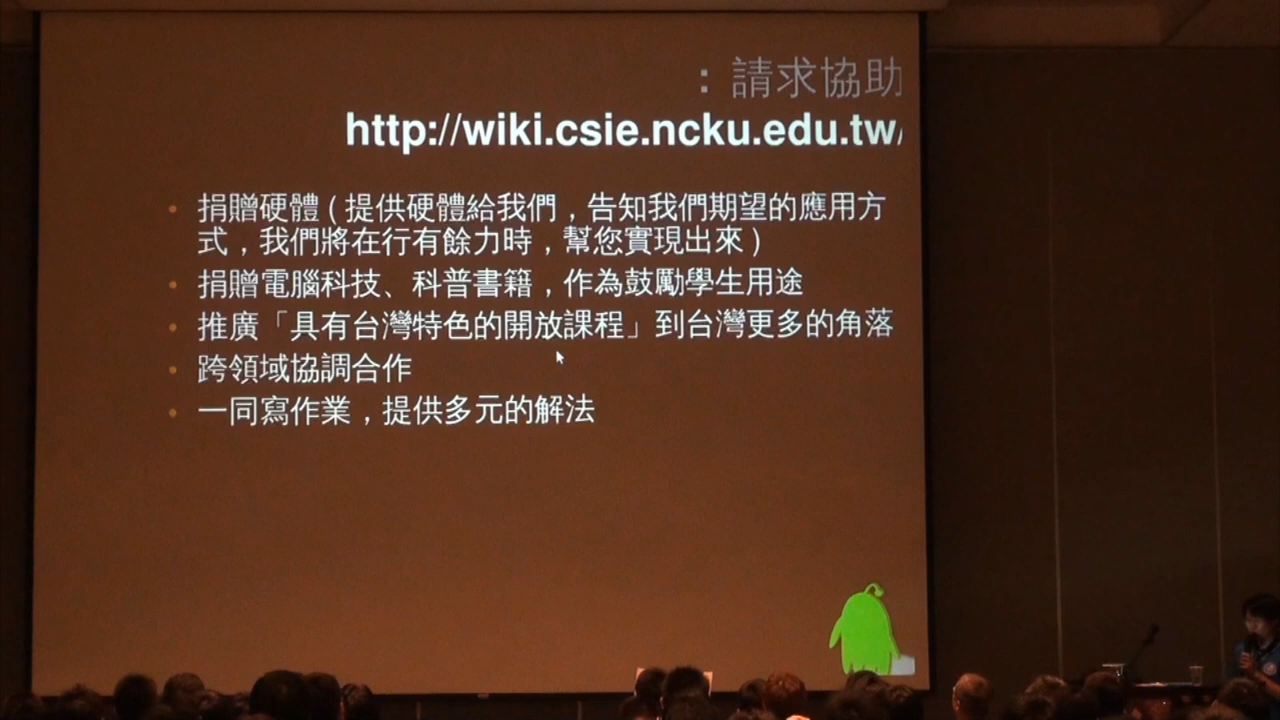 ：請求協助
http://wiki.csie.ncku.edu.tw/
捐贈硬體 ( 提供硬體給我們，告知我們期望的應用方
式，我們將在行有餘力時，幫您實現出來 )
捐贈電腦科技、科普書籍，作為鼓勵學生用途
推廣「具有台灣特色的開放課程」到台灣更多的角落
跨領域協調合作
一同寫作業，提供多元的解法